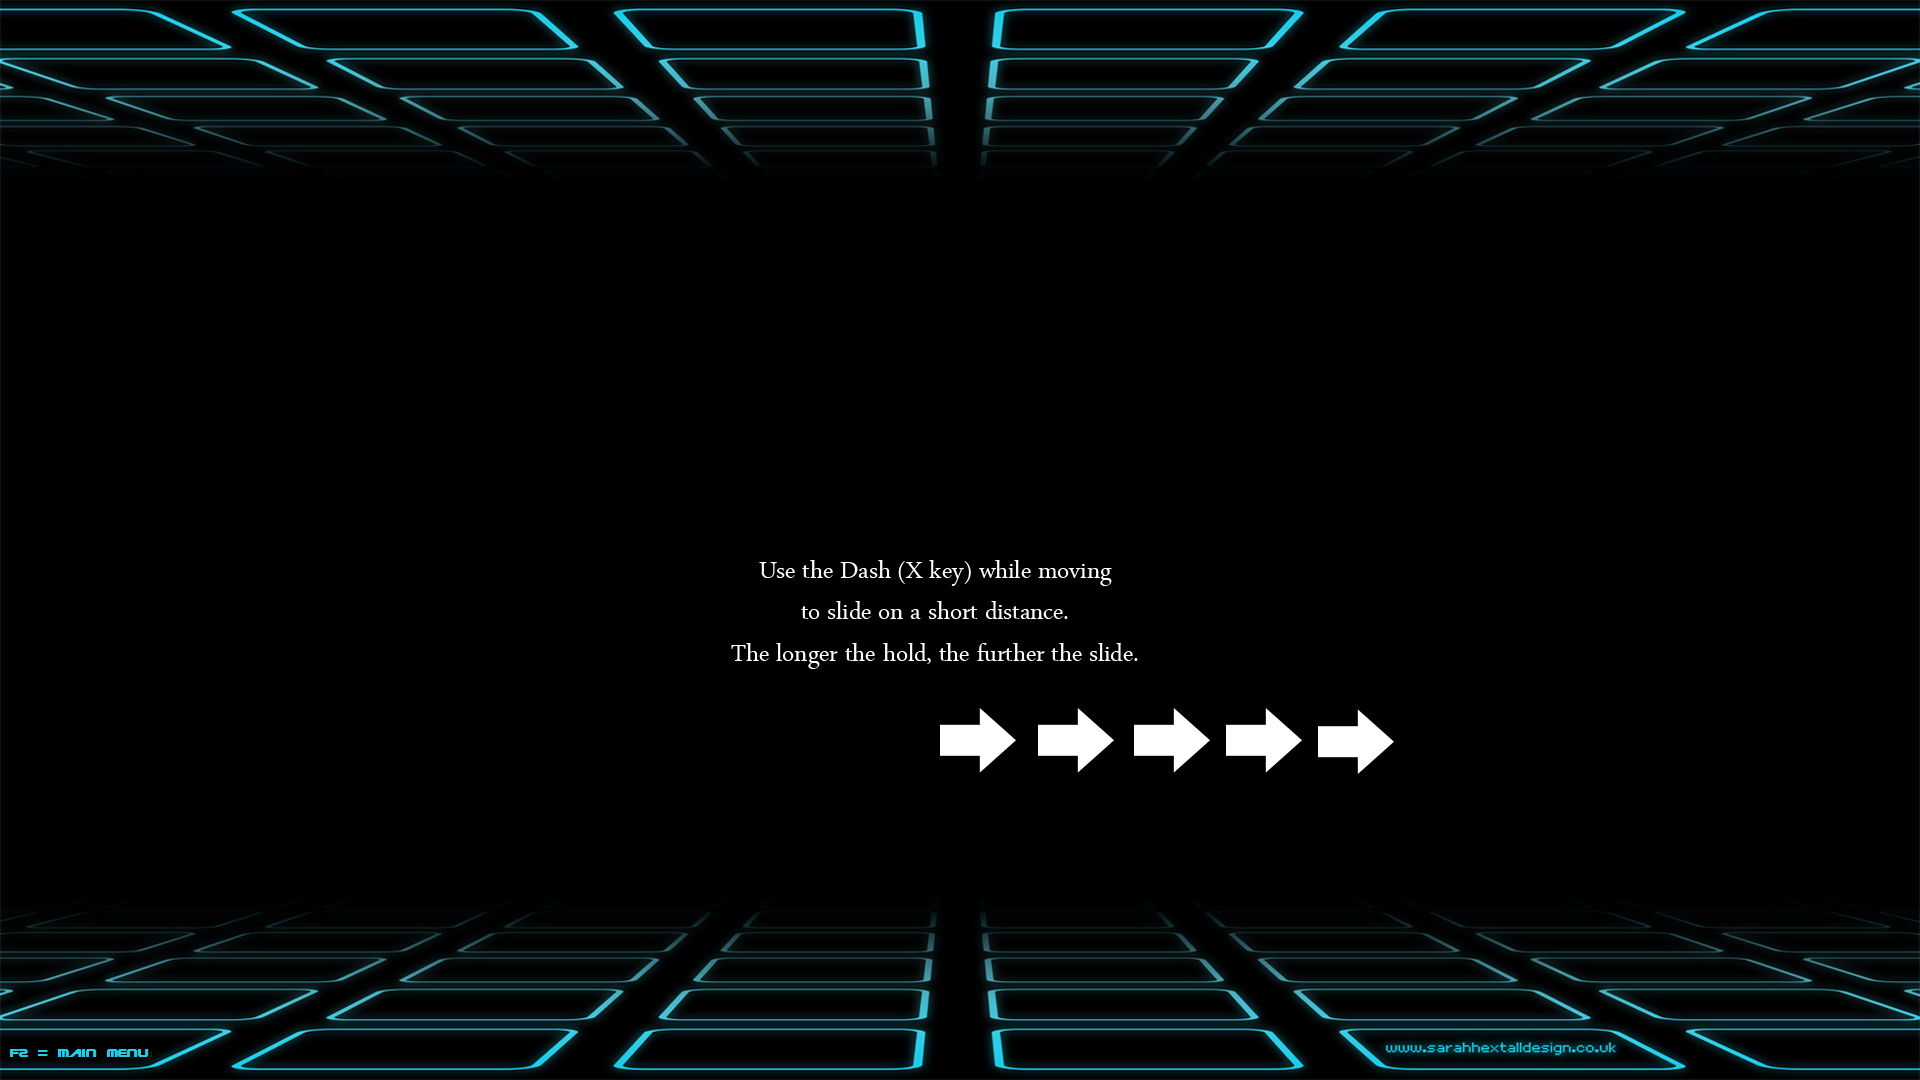 Use the Dash (X key) while moving
to slide on a short distance.
The longer the hold, the further the slide.
F2 = MAIN MENU
www.sarahhextalldesign.co.uk